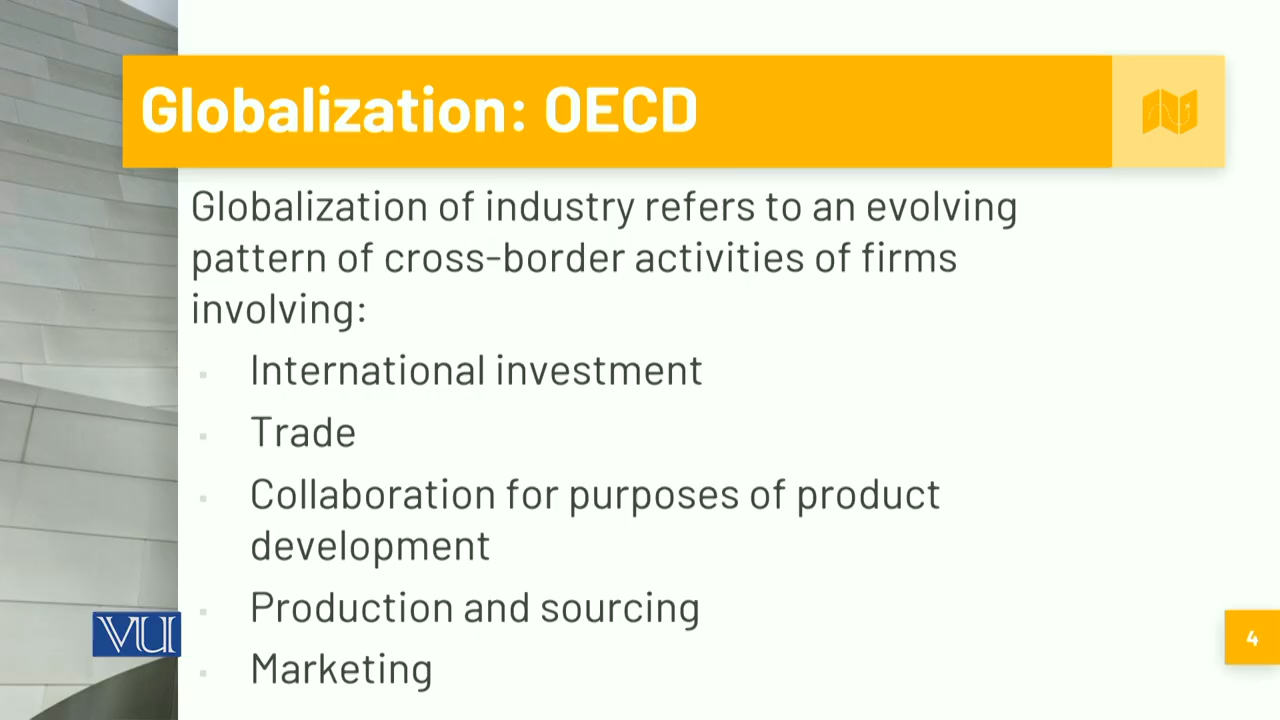 Globalization: OECD
Globalization of industry refers to an evolving
pattern of cross-border activities of firms
involving:
International investment
Trade
Collaboration for purposes of product
development
Production and sourcing
Marketing
VU
4